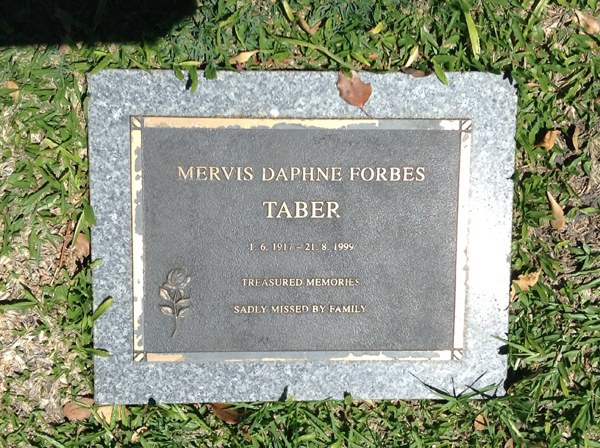 MERVIS DAPHNE FORBES
TABER
1. 6. 1917 – 21. 8. 1999
TREASURED MEMORIES
SADLY MISSED BY FAMILY